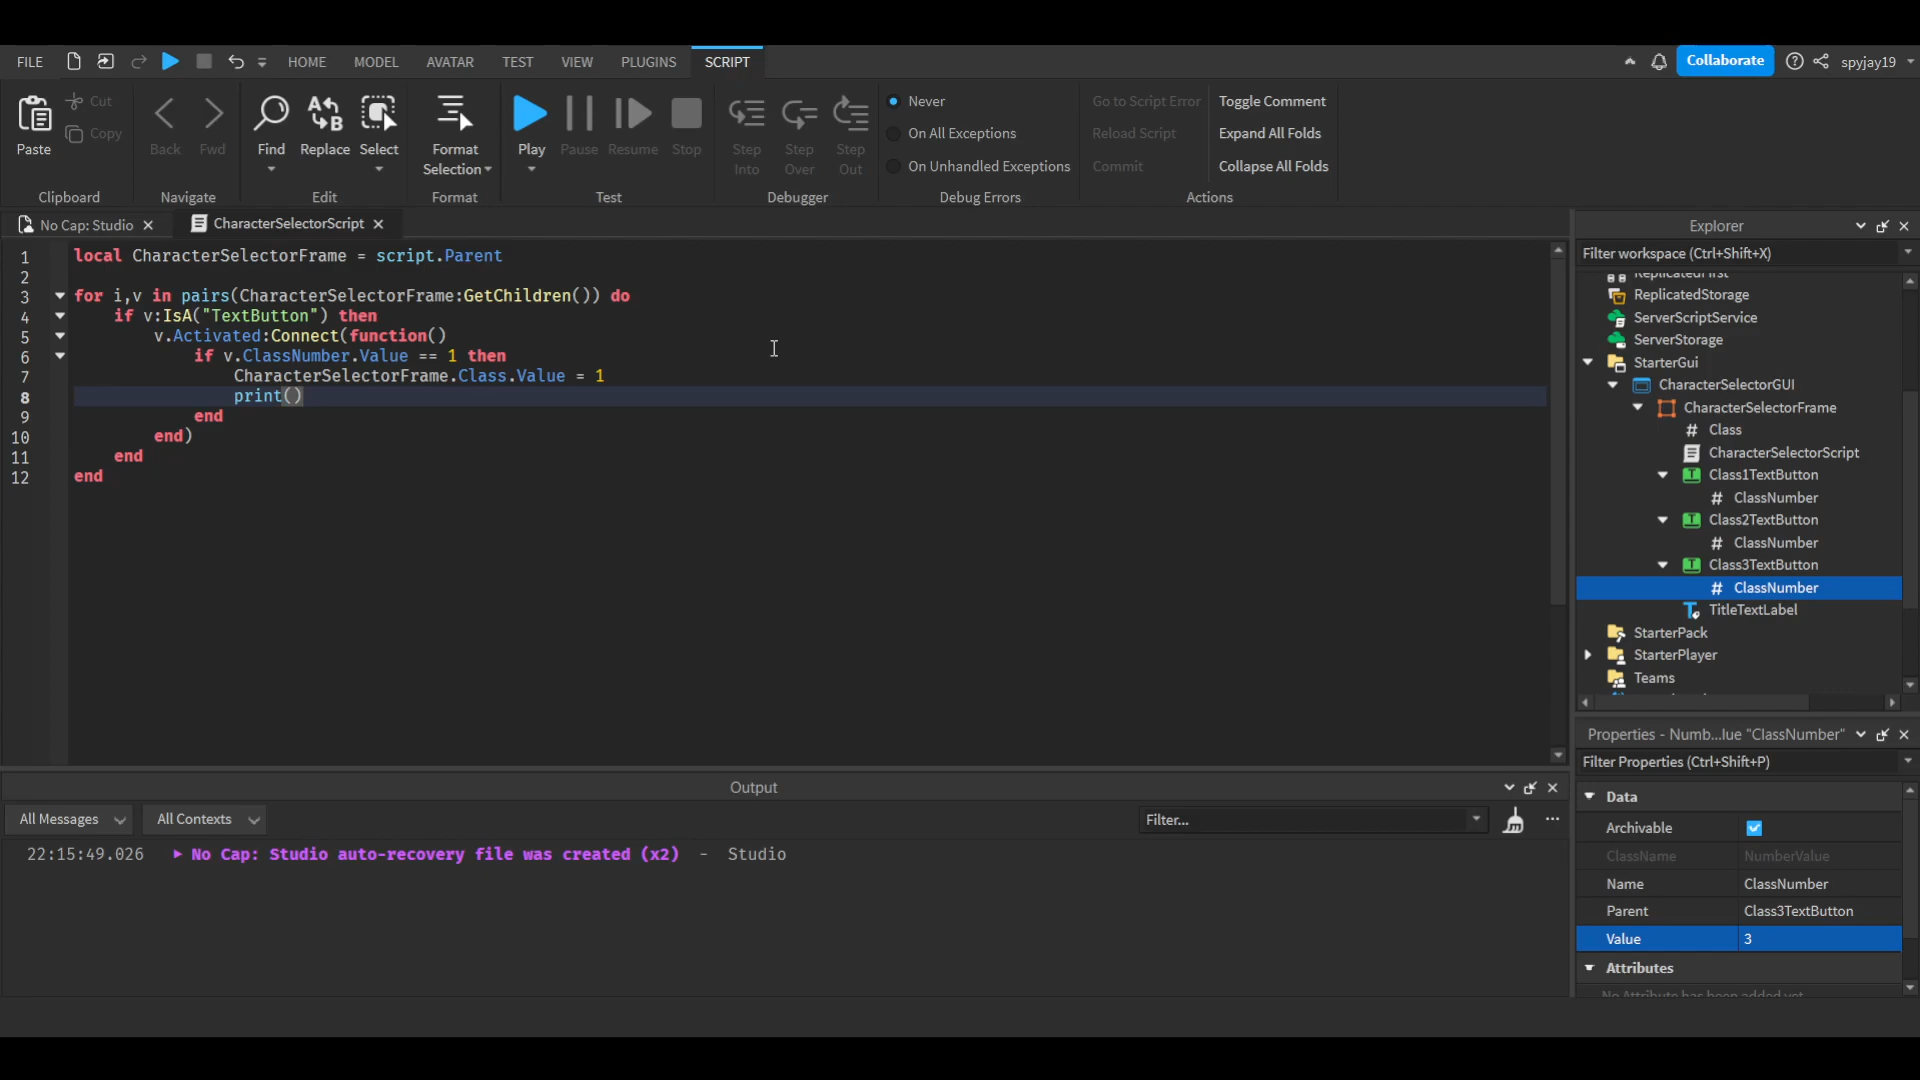 FILE HOME MODEL AVATAR TEST VIEW PLUGINS SCRIPT Collaborate spyjay19
Paste Cut Copy Back Fwd Find Replace Select Format Selection Play Pause Resume Stop Step Into Step Over Step Out
Never
On All Exceptions
On Unhandled Exceptions
Go to Script Error
Reload Script
Commit
Toggle Comment
Expand All Folds
Collapse All Folds
Clipboard Navigate Edit Format Test Debugger Debug Errors Actions
No Cap: Studio CharacterSelectorScript
1 local CharacterSelectorFrame = script.Parent
2
3 for i,v in pairs(CharacterSelectorFrame:GetChildren()) do
4 if v:IsA("TextButton") then
5 v.Activated:Connect(function()
6 if v.ClassNumber.Value == 1 then
7 CharacterSelectorFrame.Class.Value = 1
8 print()
9 end
10 end)
11 end
12 end
Explorer
Filter workspace (Ctrl+Shift+X)
ReplicatedFirst
ReplicatedStorage
ServerScriptService
ServerStorage
StarterGui
CharacterSelectorGUI
CharacterSelectorFrame
# Class
CharacterSelectorScript
Class1TextButton
# ClassNumber
Class2TextButton
# ClassNumber
Class3TextButton
# ClassNumber
TitleTextLabel
StarterPack
StarterPlayer
Teams
Properties - Numb...lue "ClassNumber"
Filter Properties (Ctrl+Shift+P)
Data
Archivable
ClassName NumberValue
Name ClassNumber
Parent Class3TextButton
Value 3
Attributes
No Attribute has been added yet
Output
All Messages All Contexts Filter...
22:15:49.026 No Cap: Studio auto-recovery file was created (x2) - Studio